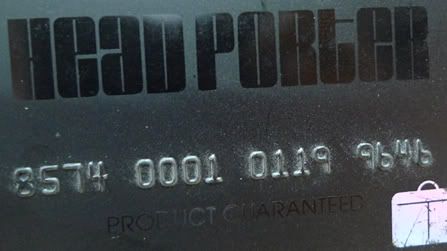 HEAD PORTER
8574 0001 0119 9646
PRODUCT GUARANTEED